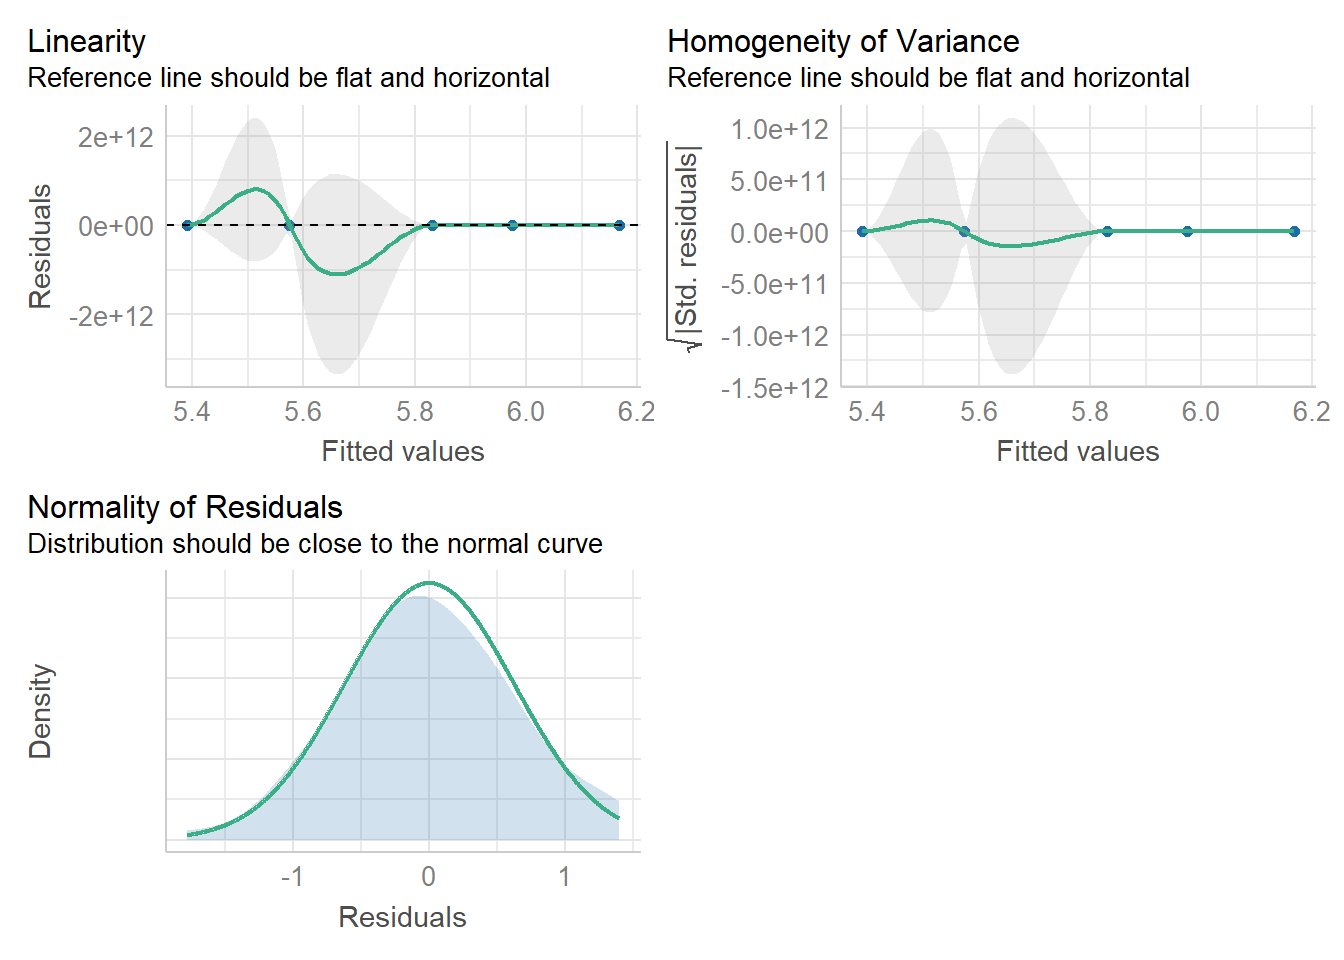 Linearity
Reference line should be flat and horizontal
2e+12
0e+00
-2e+12
Residuals
5.4 5.6 5.8 6.0 6.2
Fitted values
Homogeneity of Variance
Reference line should be flat and horizontal
1.0e+12
5.0e+11
0.0e+00
-5.0e+11
-1.0e+12
-1.5e+12
√|Std. residuals|
5.4 5.6 5.8 6.0 6.2
Fitted values
Normality of Residuals
Distribution should be close to the normal curve
Density
-1 0 1
Residuals